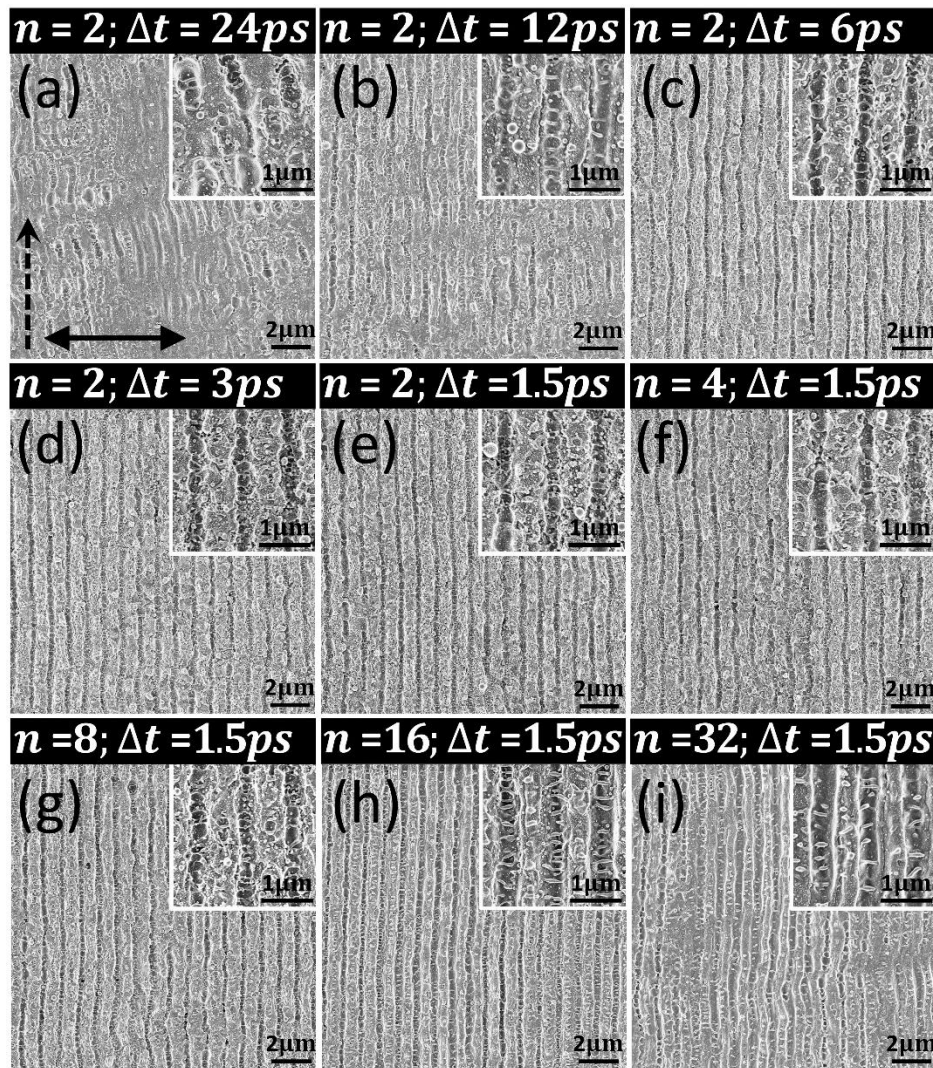 n = 2; Δt = 24ps
n = 2; Δt = 12ps
n = 2; Δt = 6ps
(a)
1μm
2μm
(b)
1μm
2μm
(c)
1μm
2μm
n = 2; Δt = 3ps
n = 2; Δt =1.5ps
n = 4; Δt =1.5ps
(d)
1μm
2μm
(e)
1μm
2μm
(f)
1μm
2μm
n =8; Δt =1.5ps
n =16; Δt =1.5ps
n =32; Δt =1.5ps
(g)
1μm
2μm
(h)
1μm
2μm
(i)
1μm
2μm